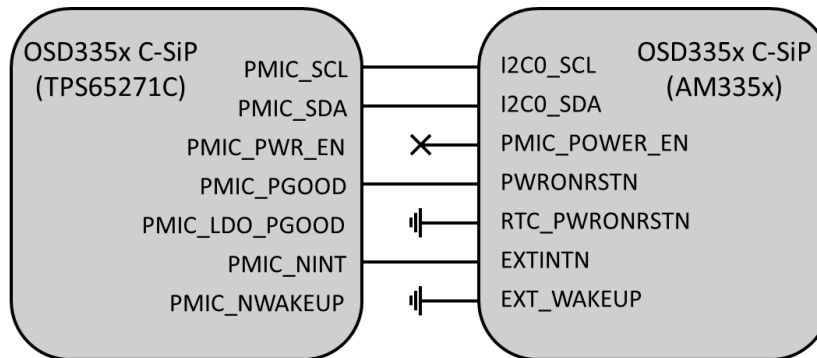 OSD335x C-SiP
(TPS65271C)
PMIC_SCL
PMIC_SDA
PMIC_PWR_EN
PMIC_PGOOD
PMIC_LDO_PGOOD
PMIC_NINT
PMIC_NWAKEUP
OSD335x C-SiP
(AM335x)
I2C0_SCL
I2C0_SDA
PMIC_POWER_EN
PWRONRSTN
RTC_PWRONRSTN
EXTINTN
EXT_WAKEUP